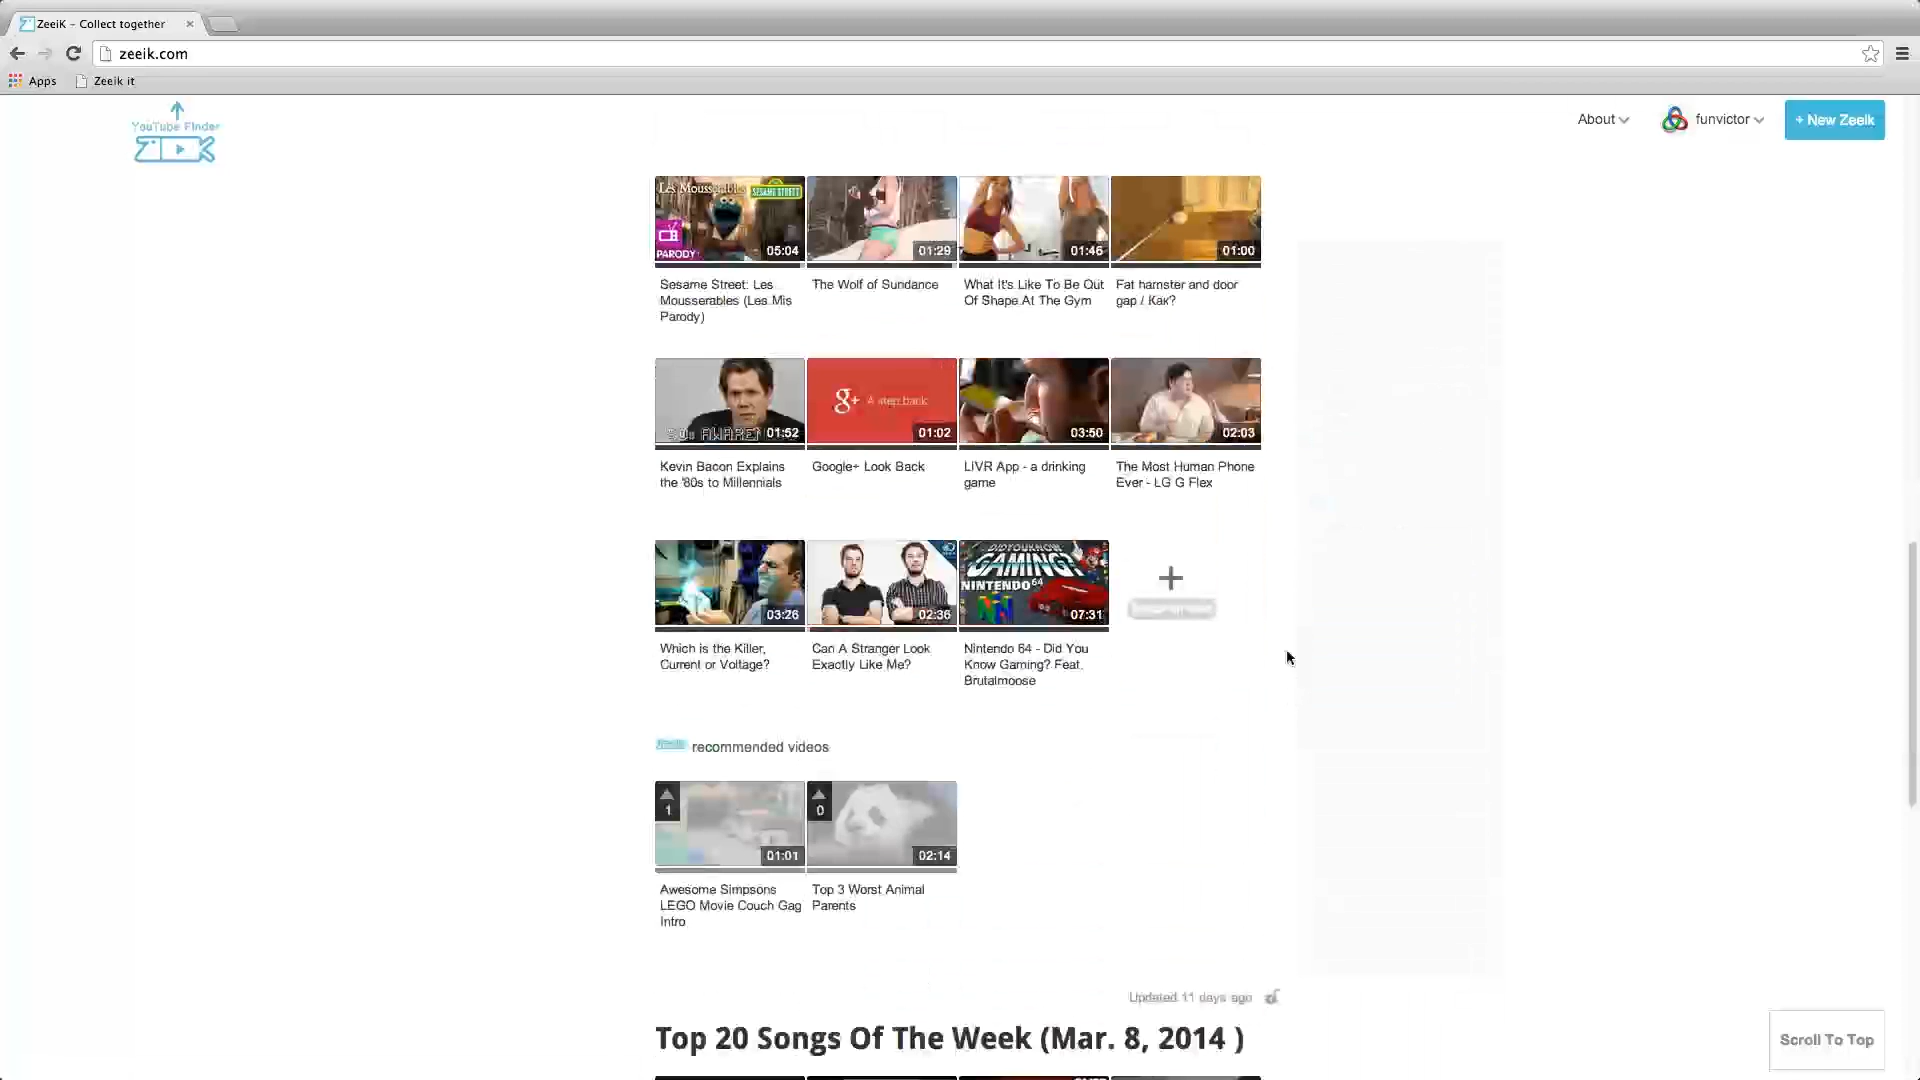 ZeeiK - Collect together
zeeik.com
Apps
Zeeik it
YouTube Finder
About
funvictor
+ New Zeeik
Les Mousserables
SESAME STREET
PARODY
05:04
01:29
01:46
01:00
Sesame Street: Les
Mousserables (Les Mis
Parody)
The Wolf of Sundance
What It's Like To Be Out
Of Shape At The Gym
Fat hamster and door
gap / Как?
01:52
g+ A step back
01:02
03:50
02:03
Kevin Bacon Explains
the '80s to Millennials
Google+ Look Back
LIVR App - a drinking
game
The Most Human Phone
Ever - LG G Flex
03:26
02:36
DID YOU KNOW
GAMING?
NINTENDO 64
07:31
Which is the Killer,
Current or Voltage?
Can A Stranger Look
Exactly Like Me?
Nintendo 64 - Did You
Know Gaming? Feat.
Brutalmoose
recommended videos
1
01:01
0
02:14
Awesome Simpsons
LEGO Movie Couch Gag
Intro
Top 3 Worst Animal
Parents
Updated 11 days ago
Top 20 Songs Of The Week (Mar. 8, 2014 )
Scroll To Top